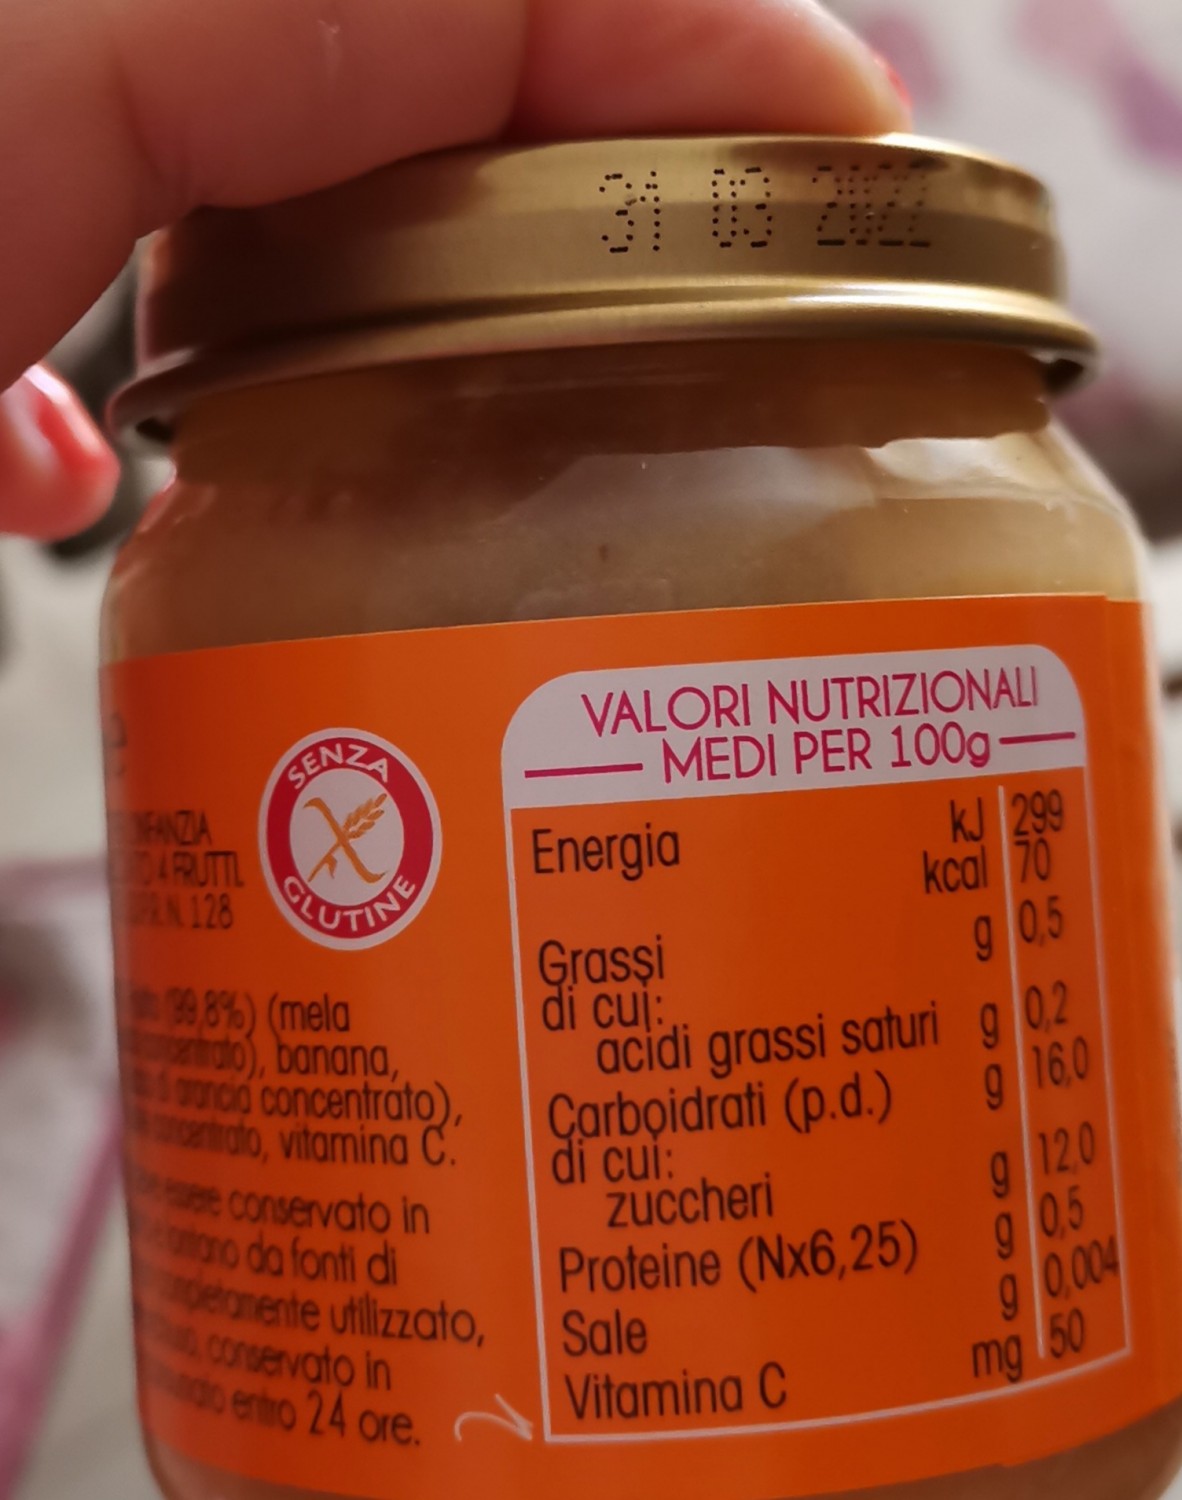 31 03 2022
SENZA
GLUTINE
INFANZIA
4 FRUTTI
N. 128
(99,8%) (mela
banana,
arancia concentrato),
vitamina C.
essere conservato in
lontano da fonti di
completamente utilizzato,
conservato in
entro 24 ore.
VALORI NUTRIZIONALI
MEDI PER 100g
Energia kJ 299
kcal 70
Grassi g 0,5
di cui:
acidi grassi saturi g 0,2
Carboidrati (p.d.) g 16,0
di cui:
zuccheri g 12,0
Proteine (Nx6,25) g 0,5
Sale g 0,004
Vitamina C mg 50